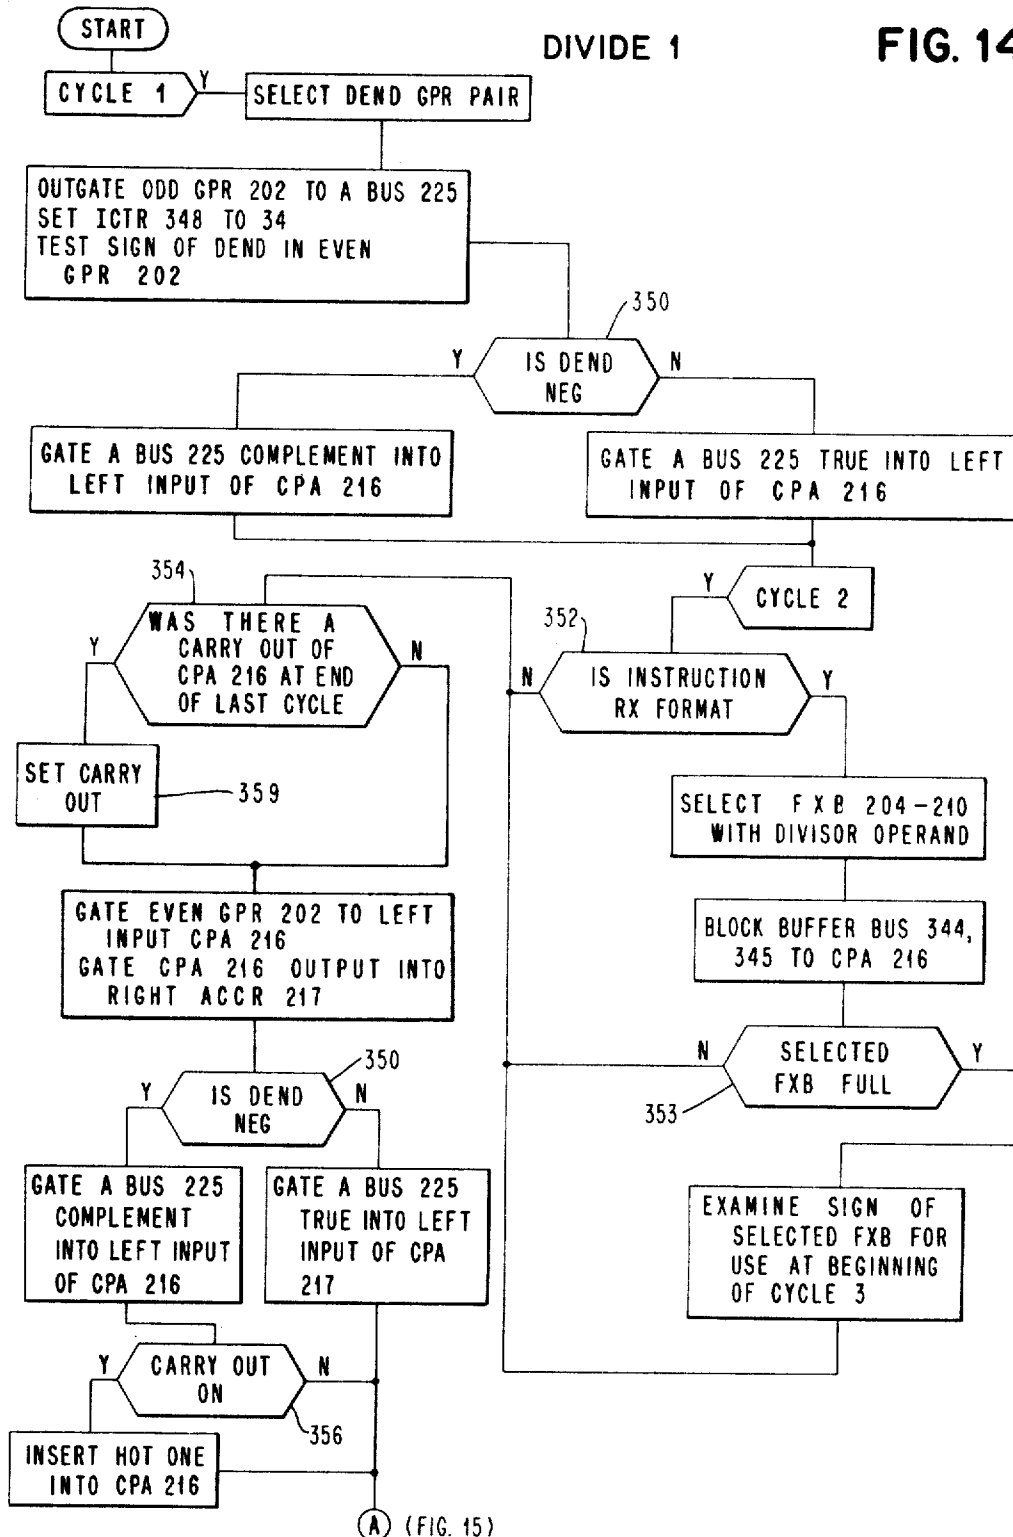 START
DIVIDE 1
FIG. 14
CYCLE 1
Y
SELECT DEND GPR PAIR
OUTGATE ODD GPR 202 TO A BUS 225
SET ICTR 348 TO 34
TEST SIGN OF DEND IN EVEN
GPR 202
350
Y
IS DEND
NEG
N
GATE A BUS 225 COMPLEMENT INTO
LEFT INPUT OF CPA 216
GATE A BUS 225 TRUE INTO LEFT
INPUT OF CPA 216
Y
CYCLE 2
354
Y
WAS THERE A
CARRY OUT OF
CPA 216 AT END
OF LAST CYCLE
N
352
N
IS INSTRUCTION
RX FORMAT
Y
SET CARRY
OUT
359
SELECT FXB 204-210
WITH DIVISOR OPERAND
GATE EVEN GPR 202 TO LEFT
INPUT CPA 216
GATE CPA 216 OUTPUT INTO
RIGHT ACCR 217
BLOCK BUFFER BUS 344,
345 TO CPA 216
N
SELECTED
FXB FULL
Y
353
350
Y
IS DEND
NEG
N
GATE A BUS 225
COMPLEMENT
INTO LEFT INPUT
OF CPA 216
GATE A BUS 225
TRUE INTO LEFT
INPUT OF CPA
217
EXAMINE SIGN OF
SELECTED FXB FOR
USE AT BEGINNING
OF CYCLE 3
Y
CARRY OUT
ON
N
356
INSERT HOT ONE
INTO CPA 216
A (FIG. 15)